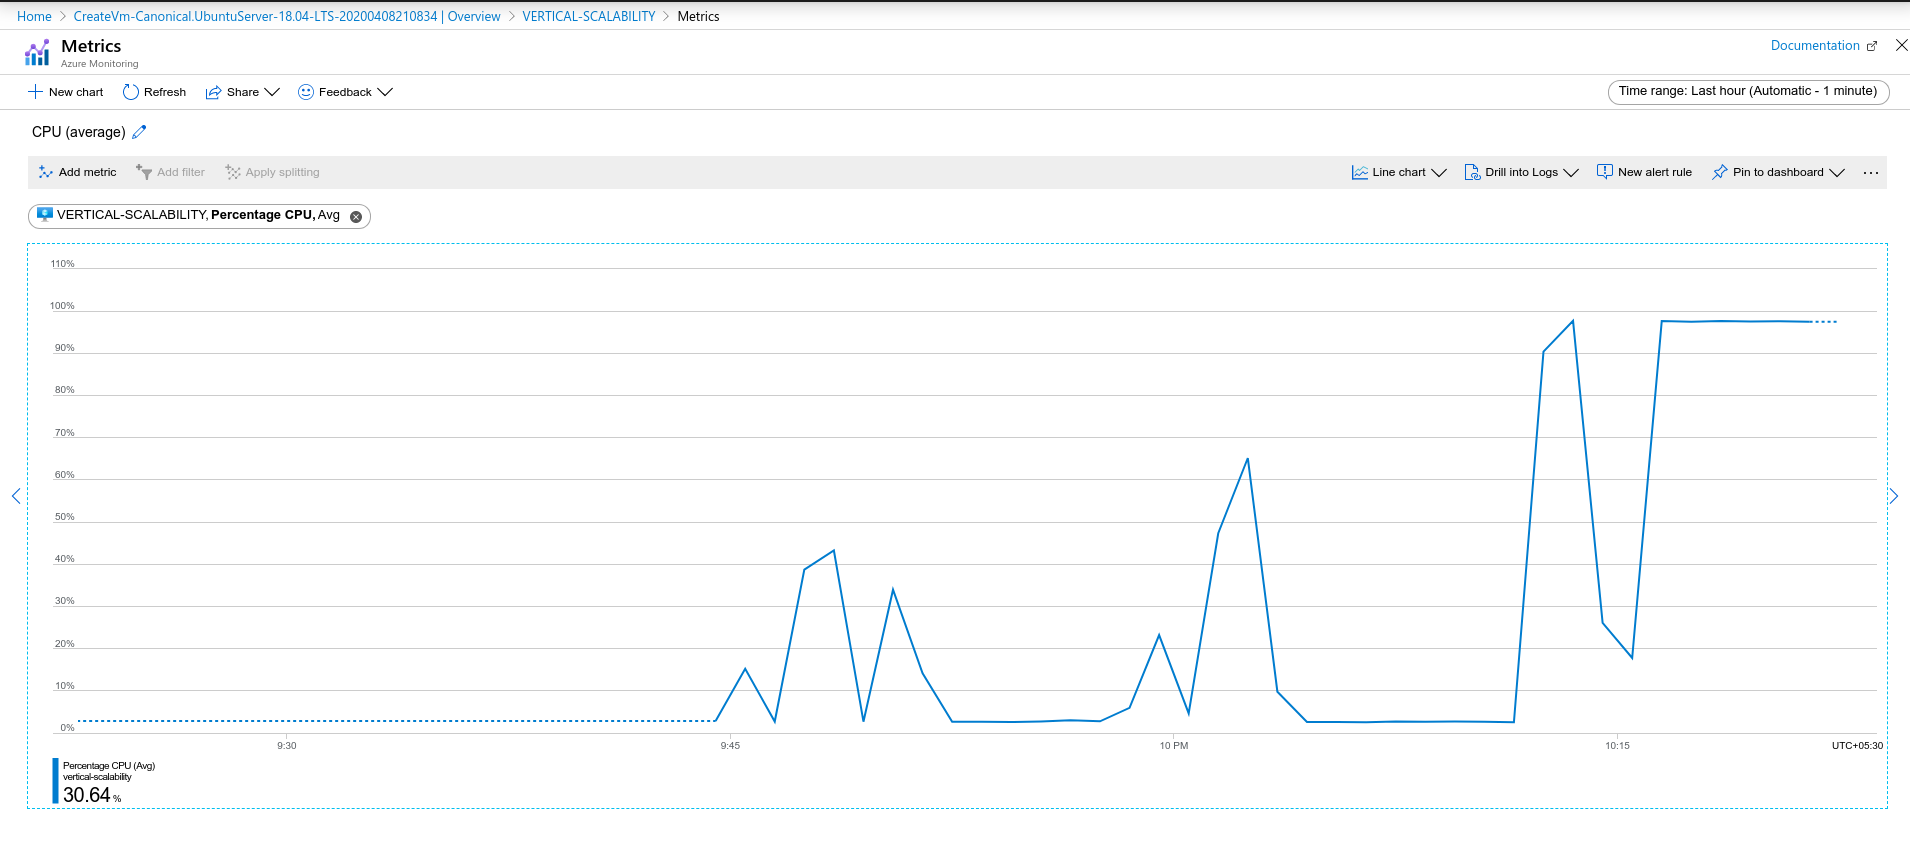 Home > CreateVm-Canonical.UbuntuServer-18.04-LTS-20200408210834 | Overview > VERTICAL-SCALABILITY > Metrics
Metrics
Azure Monitoring
Documentation
New chart Refresh Share Feedback
Time range: Last hour (Automatic - 1 minute)
CPU (average)
Add metric Add filter Apply splitting
Line chart Drill into Logs New alert rule Pin to dashboard ...
VERTICAL-SCALABILITY, Percentage CPU, Avg
110%
100%
90%
80%
70%
60%
50%
40%
30%
20%
10%
0%
9:30 9:45 10 PM 10:15 UTC+05:30
Percentage CPU (Avg)
vertical-scalability
30.64 %